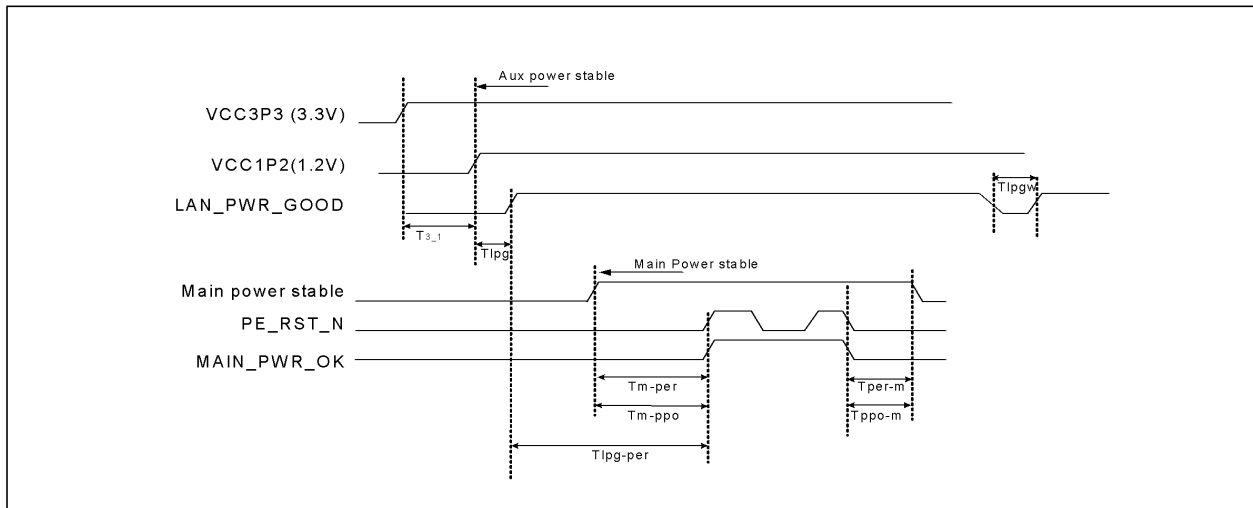 Aux power stable
VCC3P3 (3.3V)
VCC1P2(1.2V)
Tlpgw
LAN_PWR_GOOD
T3_1
Tlpg
Main Power stable
Main power stable
PE_RST_N
MAIN_PWR_OK
Tm-per
Tper-m
Tm-ppo
Tppo-m
Tlpg-per